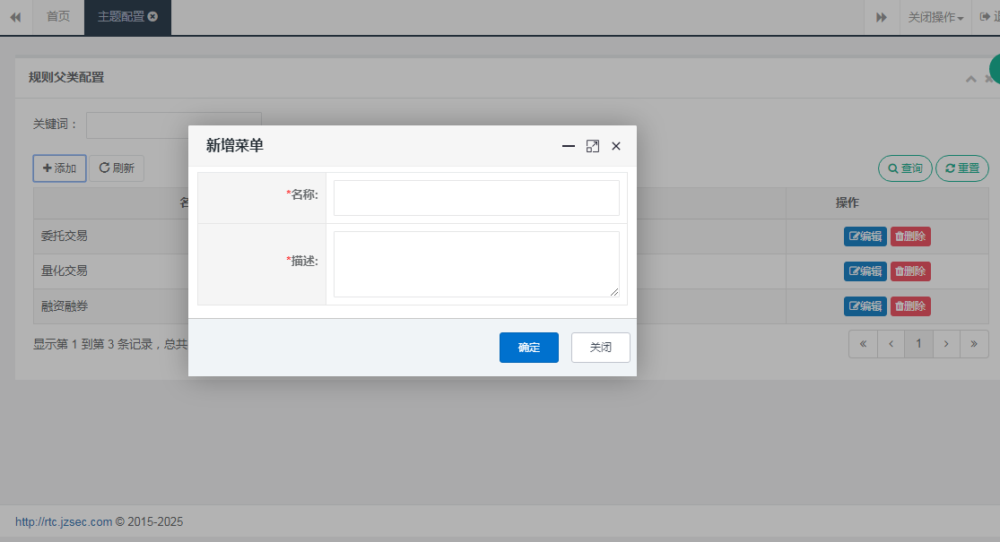 首页
主题配置
关闭操作
规则父类配置
关键词：
添加
刷新
查询
重置
操作
委托交易
编辑
删除
量化交易
编辑
删除
融资融券
编辑
删除
显示第 1 到第 3 条记录，总共
«
‹
1
›
»
新增菜单
*名称:
*描述:
确定
关闭
http://rtc.jzsec.com © 2015-2025